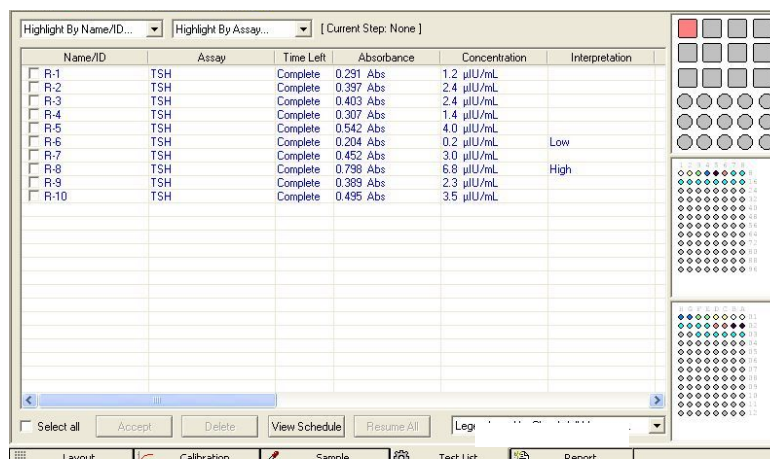 Highlight By Name/ID... Highlight By Assay... [ Current Step: None ]
Name/ID Assay Time Left Absorbance Concentration Interpretation
R-1 TSH Complete 0.291 Abs 1.2 µIU/mL
R-2 TSH Complete 0.397 Abs 2.4 µIU/mL
R-3 TSH Complete 0.403 Abs 2.4 µIU/mL
R-4 TSH Complete 0.307 Abs 1.4 µIU/mL
R-5 TSH Complete 0.542 Abs 4.0 µIU/mL
R-6 TSH Complete 0.204 Abs 0.2 µIU/mL Low
R-7 TSH Complete 0.452 Abs 3.0 µIU/mL
R-8 TSH Complete 0.798 Abs 6.8 µIU/mL High
R-9 TSH Complete 0.389 Abs 2.3 µIU/mL
R-10 TSH Complete 0.495 Abs 3.5 µIU/mL
Select all Accept Delete View Schedule Resume All
Layout Calibration Sample Test List Report